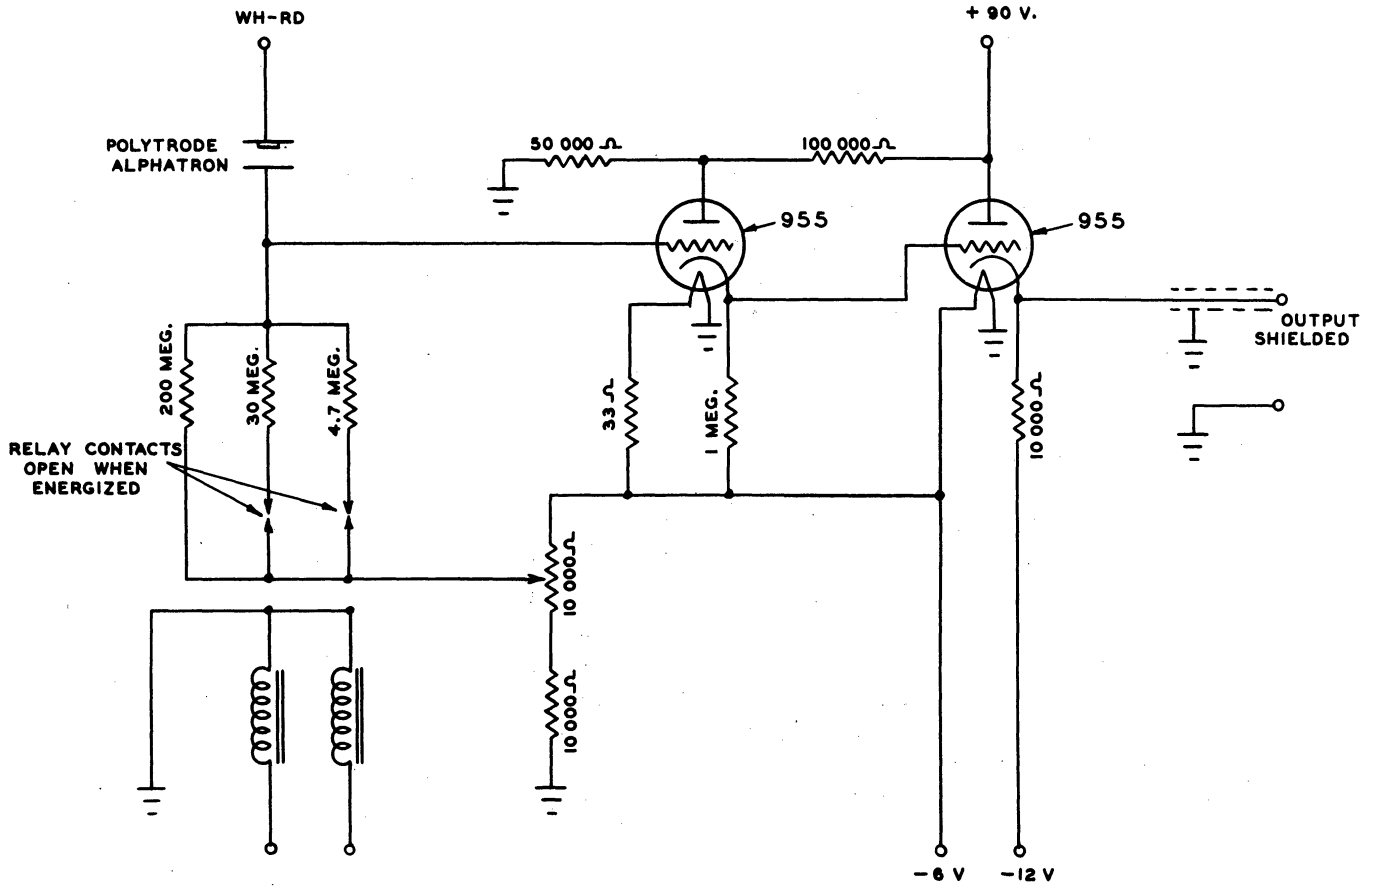 WH-RD
+ 90 V.
POLYTRODE
ALPHATRON
50 000 Ω
100 000 Ω
955
955
200 MEG.
30 MEG.
4.7 MEG.
OUTPUT
SHIELDED
33 Ω
1 MEG.
10 000 Ω
RELAY CONTACTS
OPEN WHEN
ENERGIZED
10 000 Ω
10 000 Ω
-6 V
-12 V